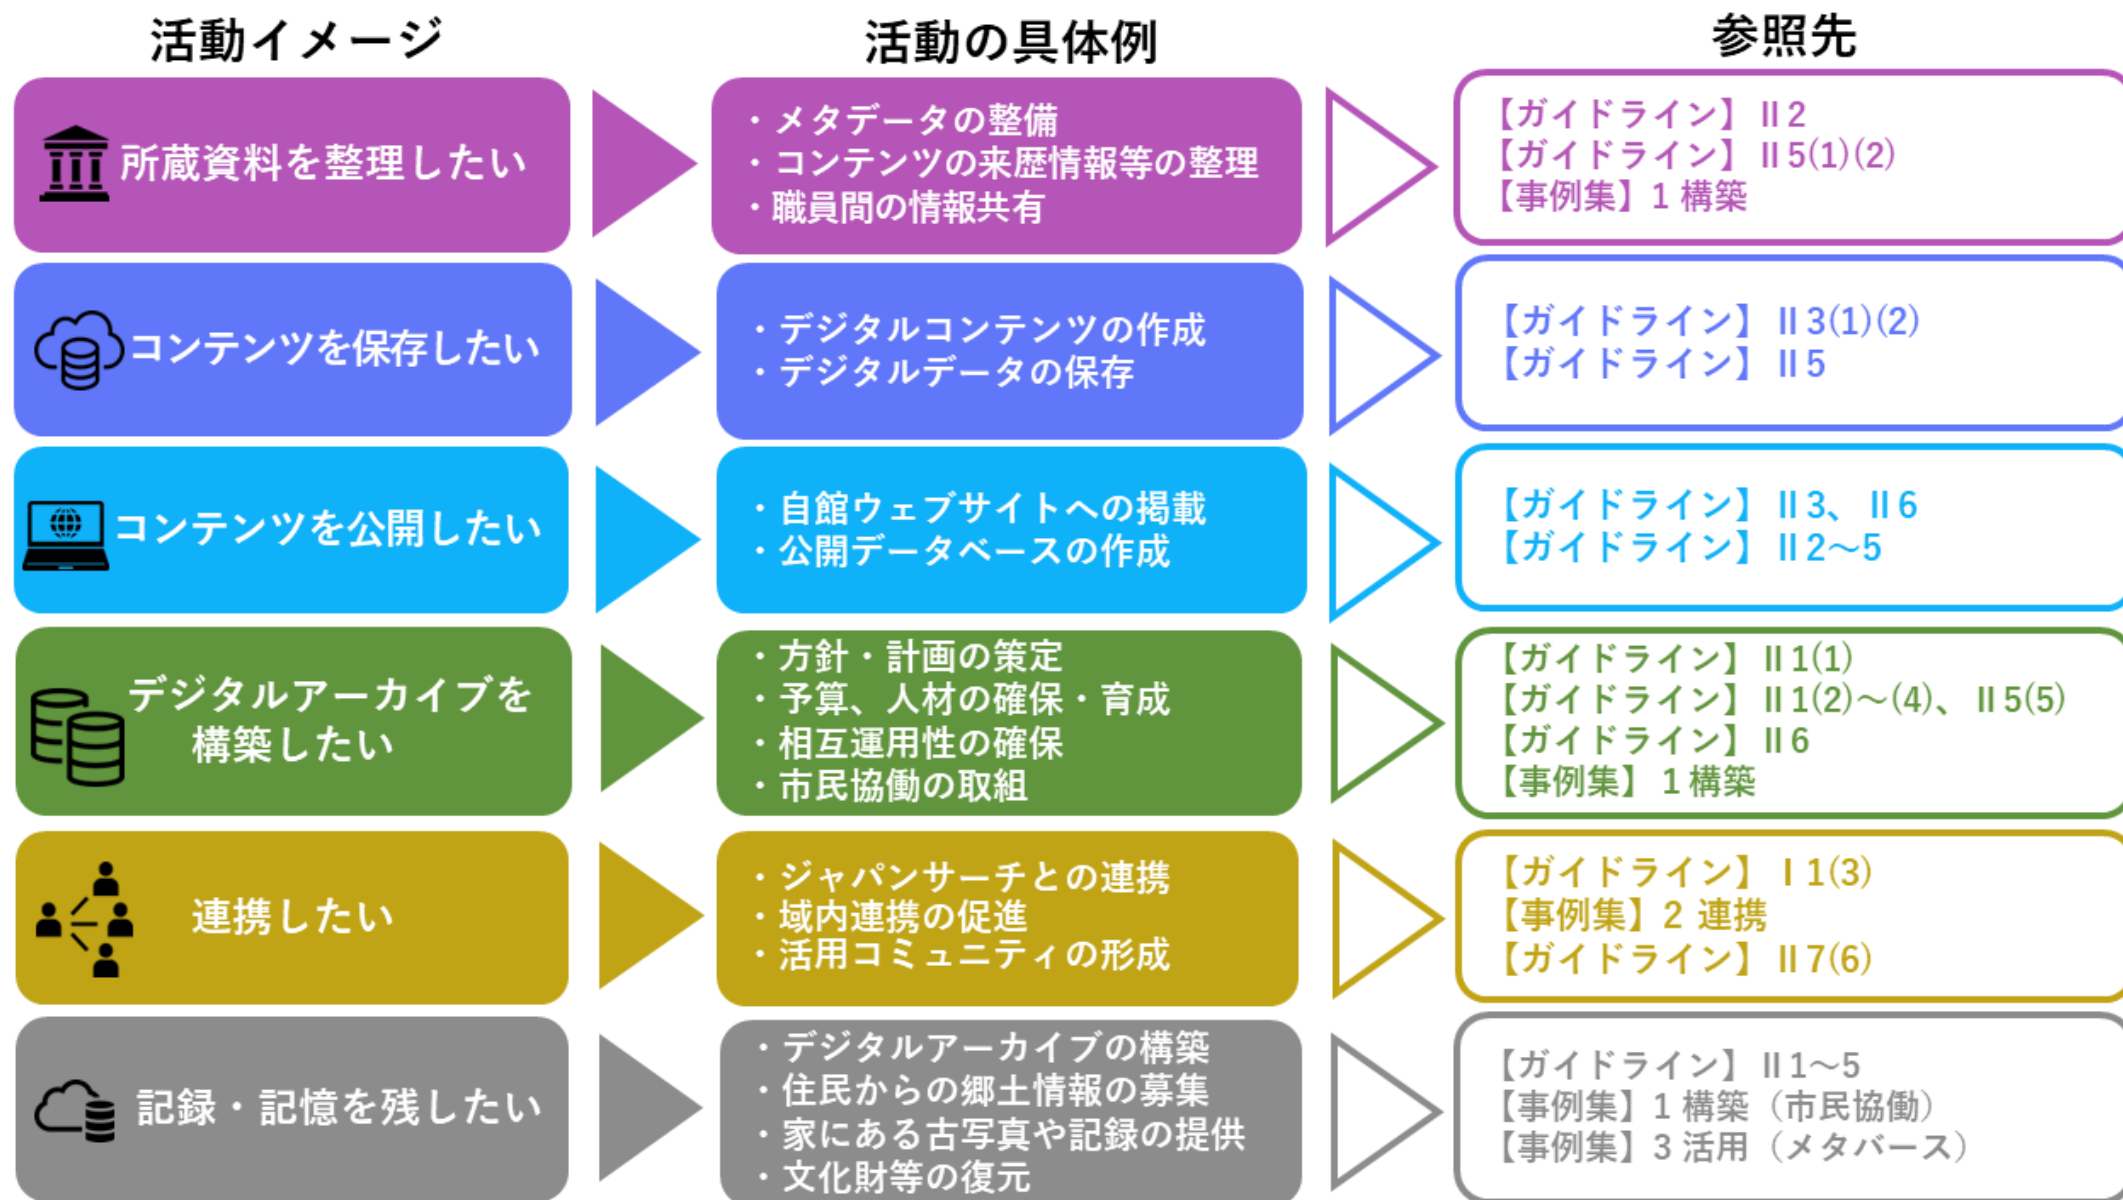 活動イメージ
活動の具体例
参照先
所蔵資料を整理したい
・メタデータの整備
・コンテンツの来歴情報等の整理
・職員間の情報共有
【ガイドライン】Ⅱ2
【ガイドライン】Ⅱ5(1)(2)
【事例集】1 構築
コンテンツを保存したい
・デジタルコンテンツの作成
・デジタルデータの保存
【ガイドライン】Ⅱ3(1)(2)
【ガイドライン】Ⅱ5
コンテンツを公開したい
・自館ウェブサイトへの掲載
・公開データベースの作成
【ガイドライン】Ⅱ3、Ⅱ6
【ガイドライン】Ⅱ2～5
デジタルアーカイブを
構築したい
・方針・計画の策定
・予算、人材の確保・育成
・相互運用性の確保
・市民協働の取組
【ガイドライン】Ⅱ1(1)
【ガイドライン】Ⅱ1(2)～(4)、Ⅱ5(5)
【ガイドライン】Ⅱ6
【事例集】1 構築
連携したい
・ジャパンサーチとの連携
・域内連携の促進
・活用コミュニティの形成
【ガイドライン】Ⅰ1(3)
【事例集】2 連携
【ガイドライン】Ⅱ7(6)
記録・記憶を残したい
・デジタルアーカイブの構築
・住民からの郷土情報の募集
・家にある古写真や記録の提供
・文化財等の復元
【ガイドライン】Ⅱ1～5
【事例集】1 構築（市民協働）
【事例集】3 活用（メタバース）